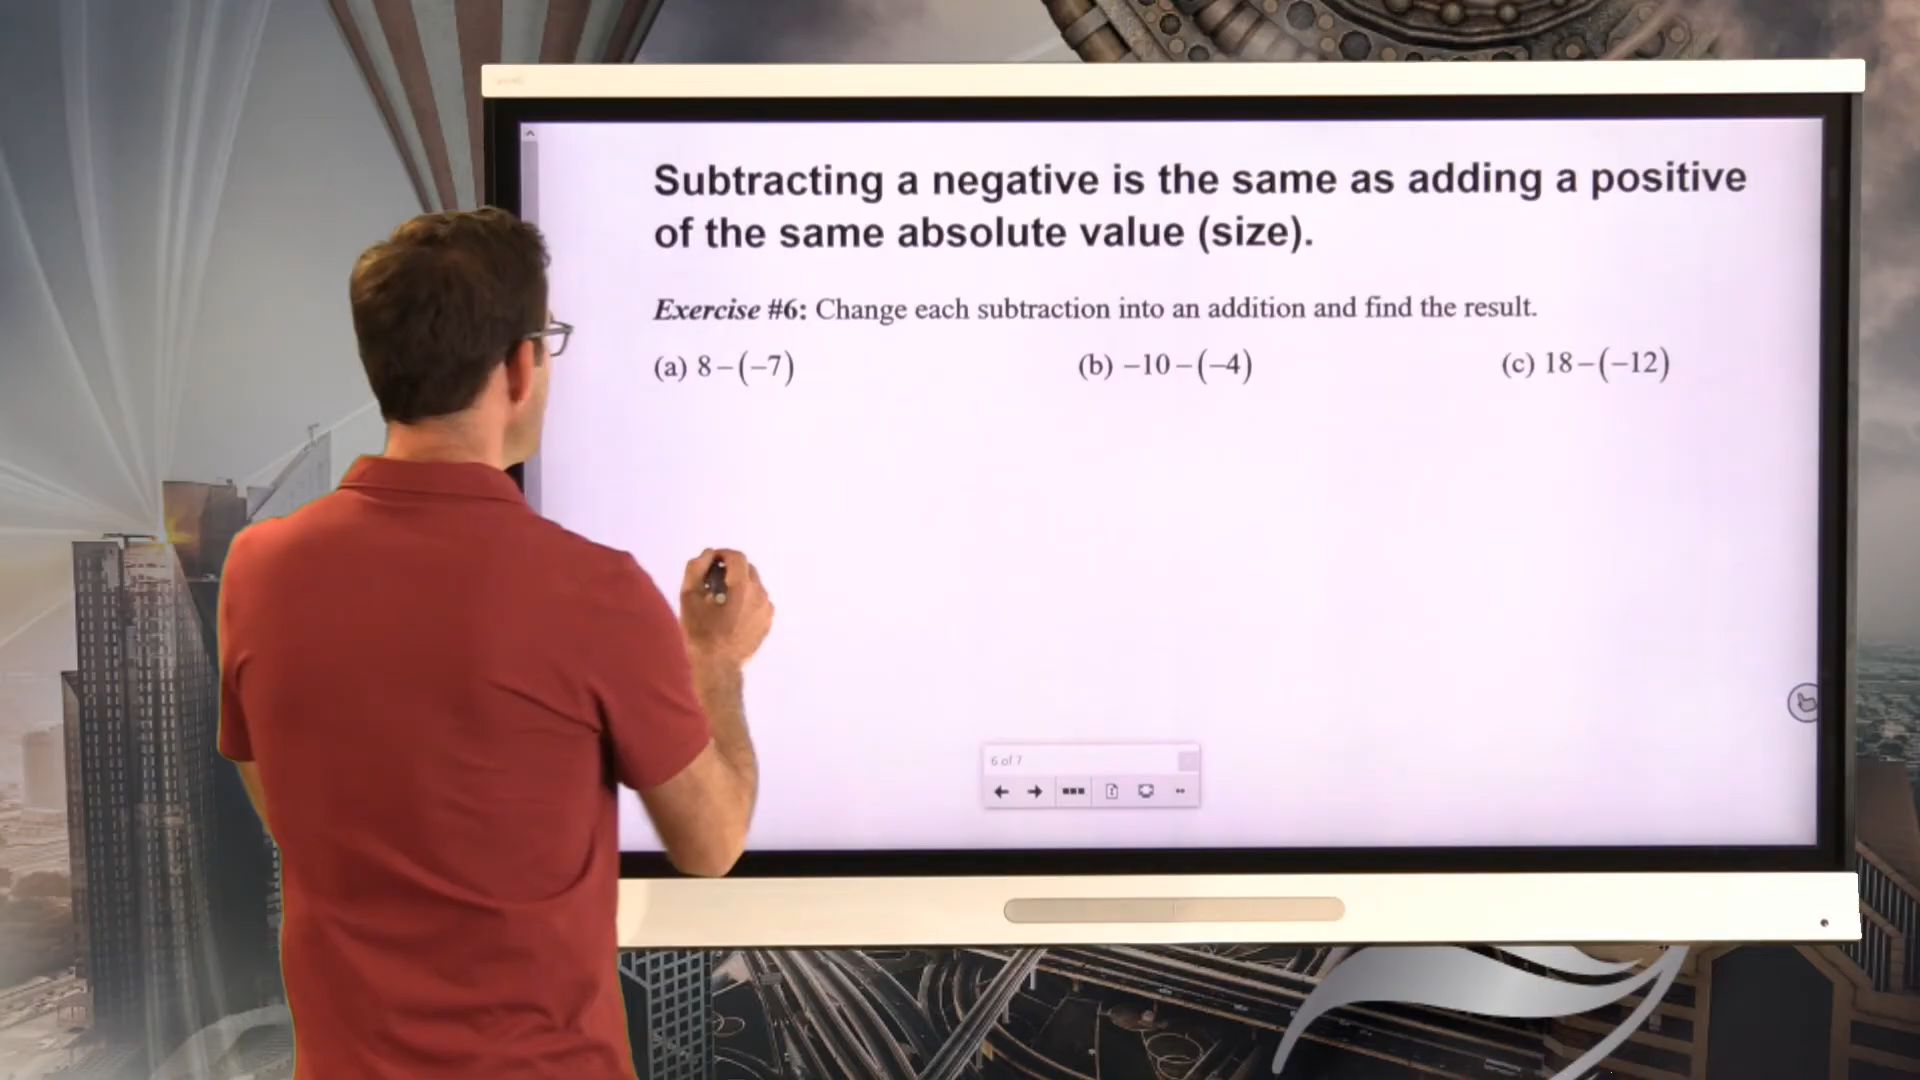 Subtracting a negative is the same as adding a positive
of the same absolute value (size).
Exercise #6: Change each subtraction into an addition and find the result.
(a) 8–(–7) (b) –10–(–4) (c) 18–(–12)
6 of 7